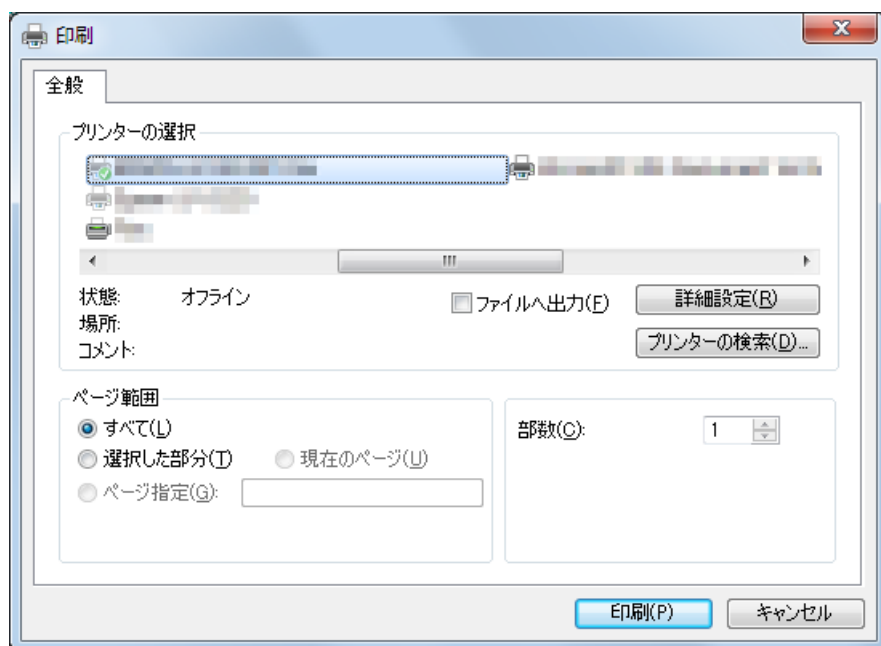 印刷
全般
プリンターの選択
状態: オフライン
ファイルへ出力(F)
詳細設定(R)
場所:
プリンターの検索(D)...
コメント:
ページ範囲
すべて(L)
選択した部分(T) 現在のページ(U)
ページ指定(G):
部数(C): 1
印刷(P) キャンセル